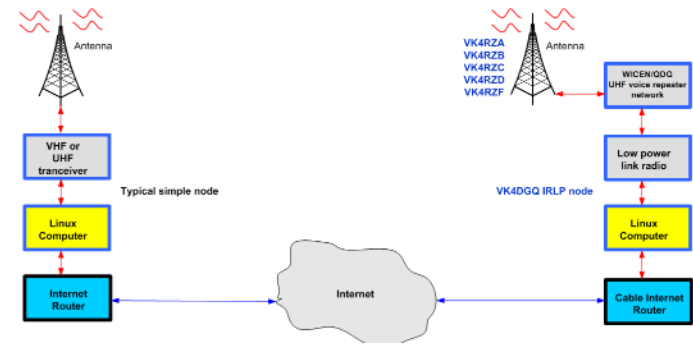 Antenna
VHF or
UHF
tranceiver
Typical simple node
Linux
Computer
Internet
Router
Internet
VK4RZA
VK4RZB
VK4RZC
VK4RZD
VK4RZF
Antenna
WICEN/QDG
UHF voice repeater
network
Low power
link radio
VK4DGQ IRLP node
Linux
Computer
Cable Internet
Router